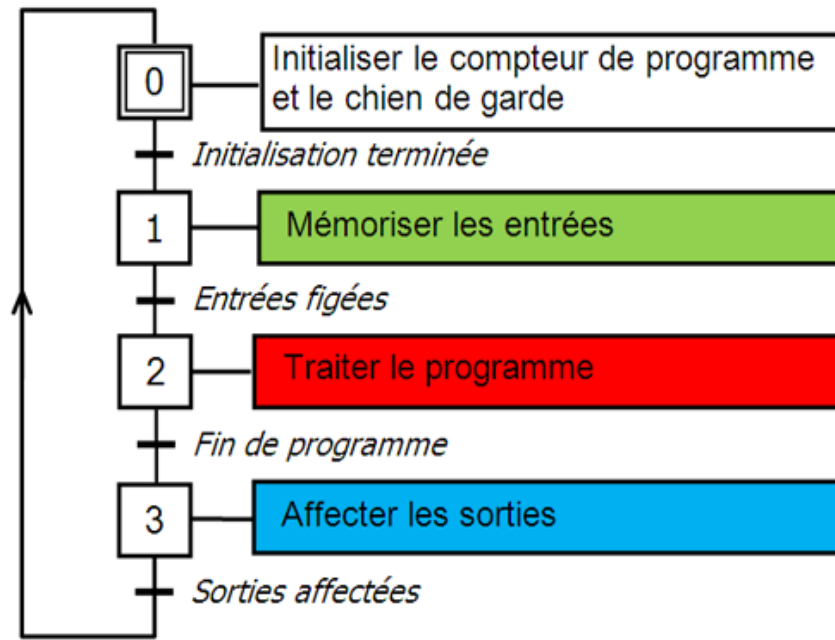 0
Initialiser le compteur de programme
et le chien de garde
Initialisation terminée
1
Mémoriser les entrées
Entrées figées
2
Traiter le programme
Fin de programme
3
Affecter les sorties
Sorties affectées